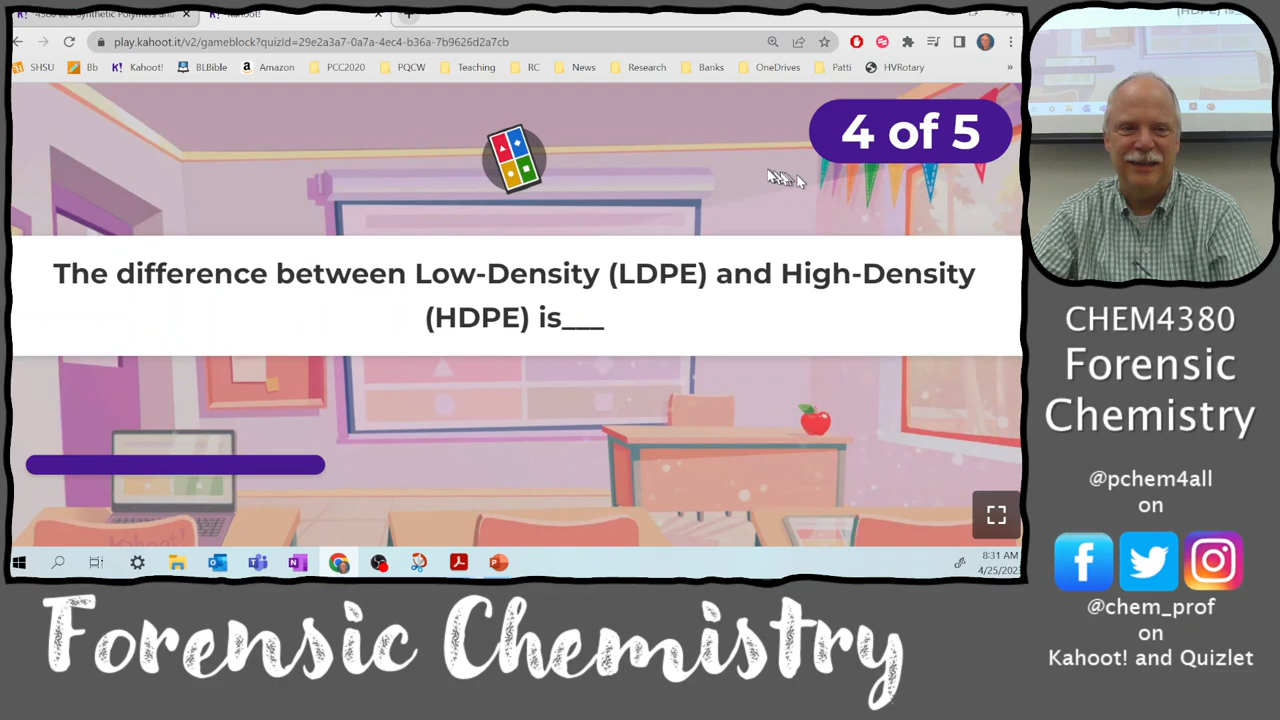 Kahoot!
play.kahoot.it/v2/gameblock?quizId=29e2a3a7-0a7a-4ec4-b36a-7b9626d2a7cb
SHSU Bb Kahoot! BLBible Amazon PCC2020 PQCW Teaching RC News Research Banks OneDrives Patti HVRotary »
4 of 5
The difference between Low-Density (LDPE) and High-Density
(HDPE) is___
Kahoot!
8:31 AM
4/25/2023
CHEM4380
Forensic
Chemistry
@pchem4all
on
@chem_prof
on
Kahoot! and Quizlet
Forensic Chemistry